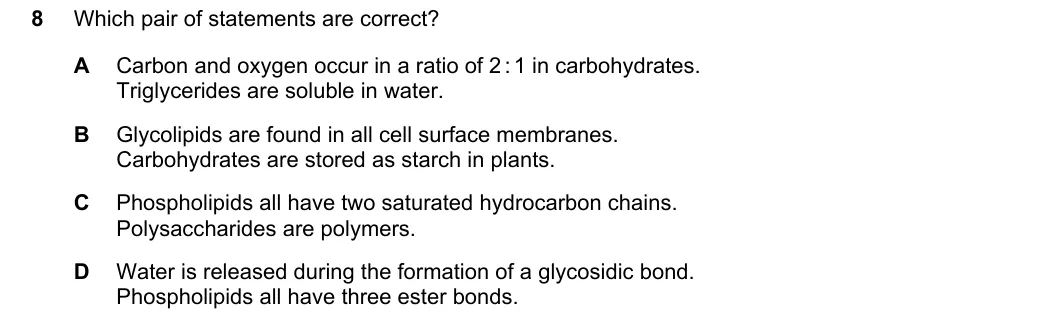 8 Which pair of statements are correct?
A Carbon and oxygen occur in a ratio of 2 : 1 in carbohydrates.
Triglycerides are soluble in water.
B Glycolipids are found in all cell surface membranes.
Carbohydrates are stored as starch in plants.
C Phospholipids all have two saturated hydrocarbon chains.
Polysaccharides are polymers.
D Water is released during the formation of a glycosidic bond.
Phospholipids all have three ester bonds.